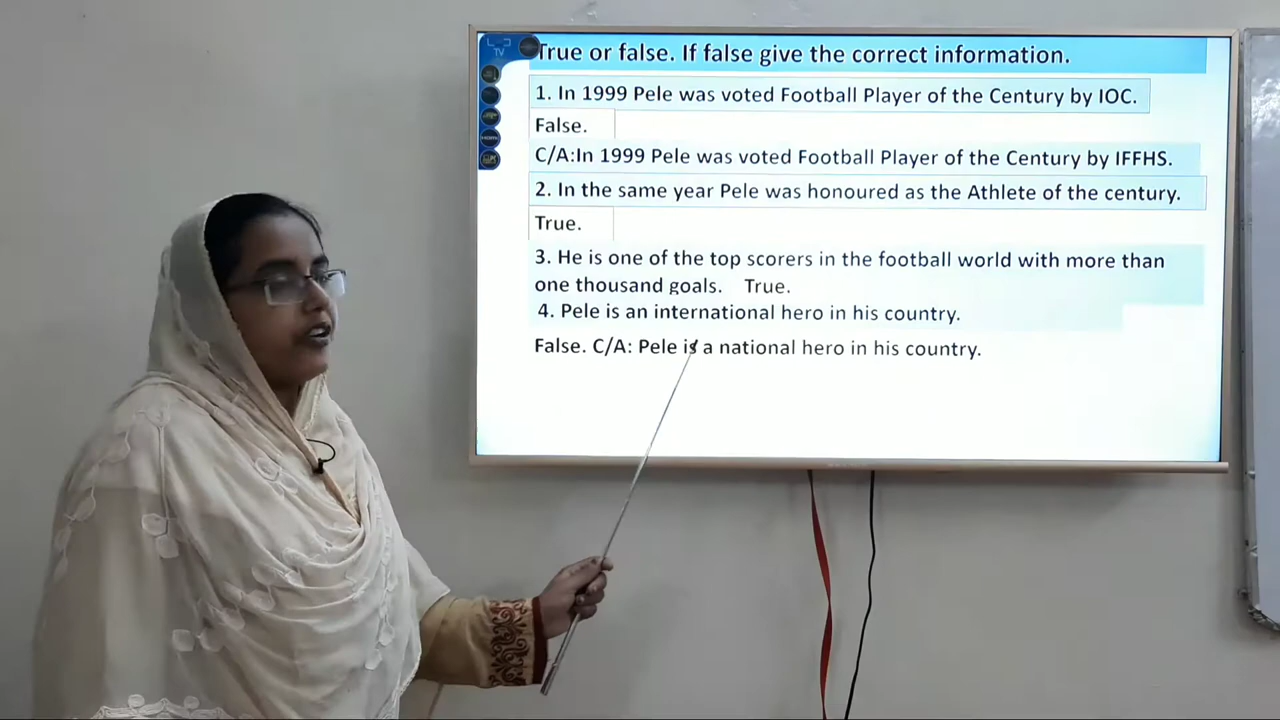 TV
True or false. If false give the correct information.
1. In 1999 Pele was voted Football Player of the Century by IOC.
False.
C/A:In 1999 Pele was voted Football Player of the Century by IFFHS.
2. In the same year Pele was honoured as the Athlete of the century.
True.
3. He is one of the top scorers in the football world with more than
one thousand goals. True.
4. Pele is an international hero in his country.
False. C/A: Pele is a national hero in his country.